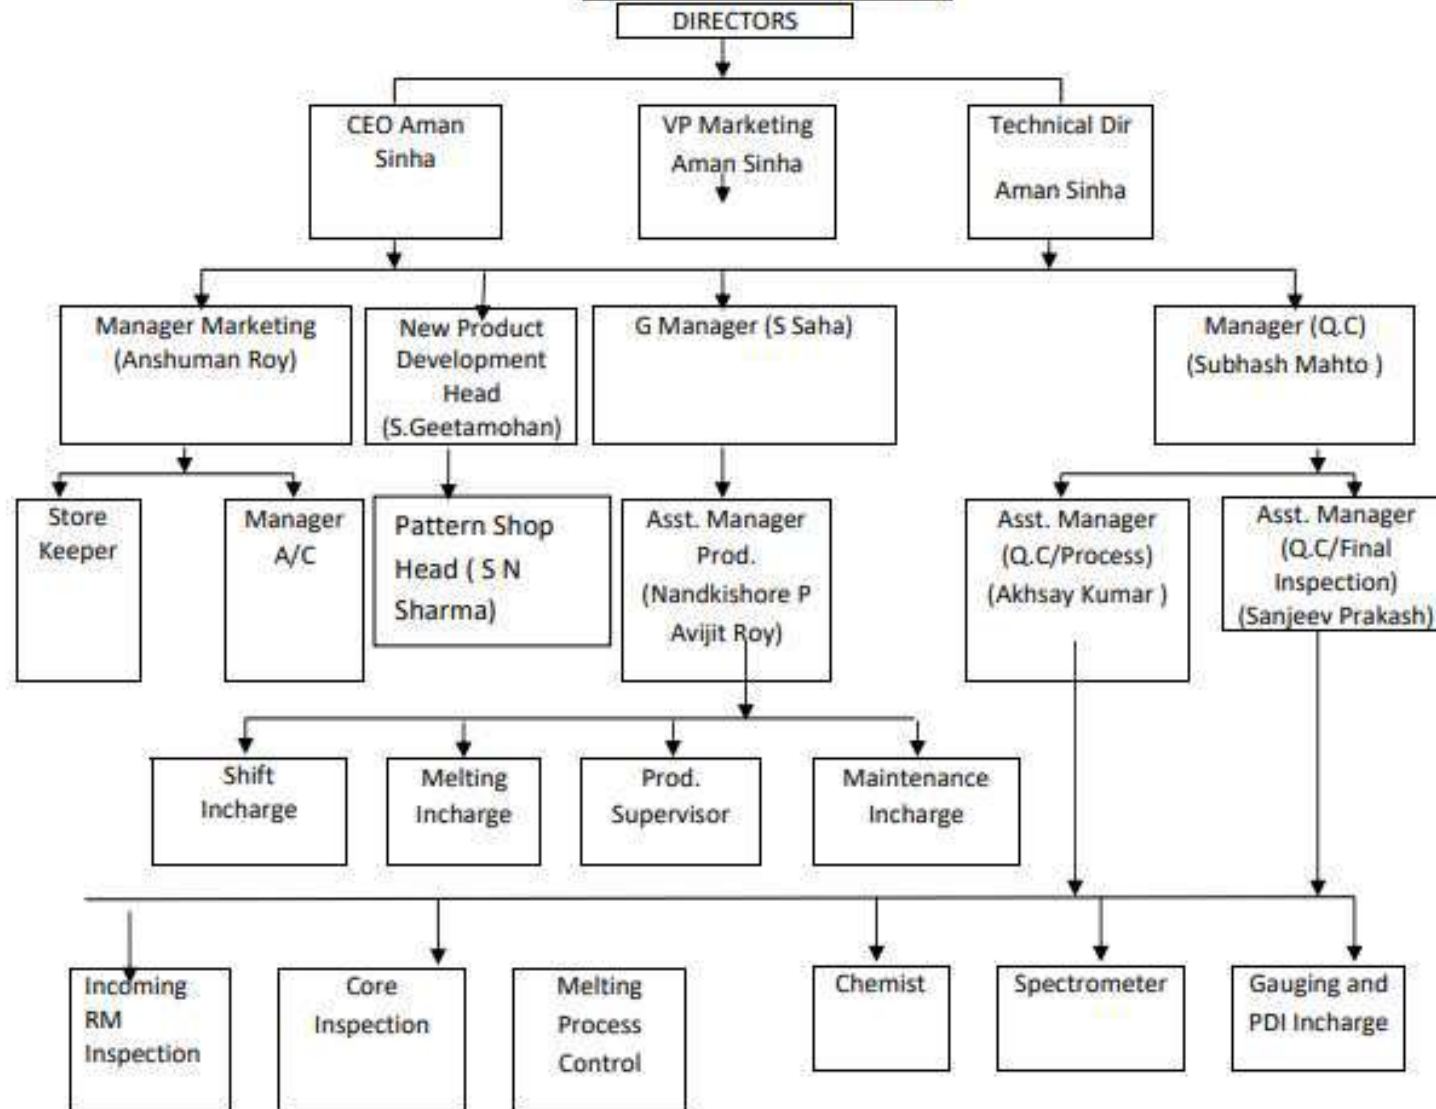 DIRECTORS
CEO Aman
Sinha
VP Marketing
Aman Sinha
Technical Dir
Aman Sinha
Manager Marketing
(Anshuman Roy)
New Product
Development
Head
(S.Geetamohan)
G Manager (S Saha)
Manager (Q.C)
(Subhash Mahto )
Store
Keeper
Manager
A/C
Pattern Shop
Head ( S N
Sharma)
Asst. Manager
Prod.
(Nandkishore P
Avijit Roy)
Asst. Manager
(Q.C/Process)
(Akhsay Kumar )
Asst. Manager
(Q.C/Final
Inspection)
(Sanjeev Prakash)
Shift
Incharge
Melting
Incharge
Prod.
Supervisor
Maintenance
Incharge
Incoming
RM
Inspection
Core
Inspection
Melting
Process
Control
Chemist
Spectrometer
Gauging and
PDI Incharge